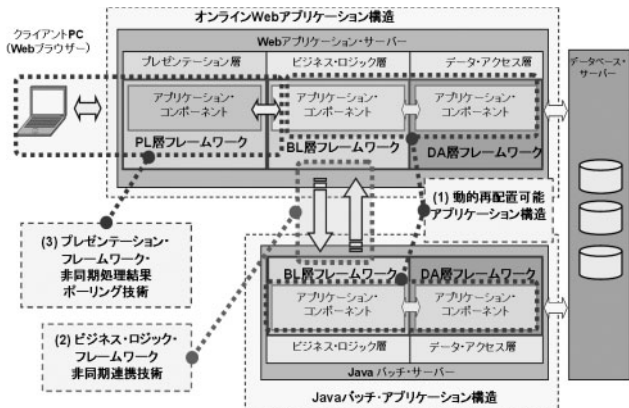 オンラインWebアプリケーション構造
クライアントPC
(Webブラウザー)
Webアプリケーション・サーバー
プレゼンテーション層
ビジネス・ロジック層
データ・アクセス層
アプリケーション・
コンポーネント
アプリケーション・
コンポーネント
アプリケーション・
コンポーネント
PL層フレームワーク
BL層フレームワーク
DA層フレームワーク
データベース・
サーバー
(1) 動的再配置可能
アプリケーション構造
(3) プレゼンテーション・
フレームワーク・
非同期処理結果
ポーリング技術
(2) ビジネス・ロジック・
フレームワーク
非同期連携技術
BL層フレームワーク
DA層フレームワーク
アプリケーション・
コンポーネント
アプリケーション・
コンポーネント
ビジネス・ロジック層
データ・アクセス層
Java バッチ・サーバー
Javaバッチ・アプリケーション構造